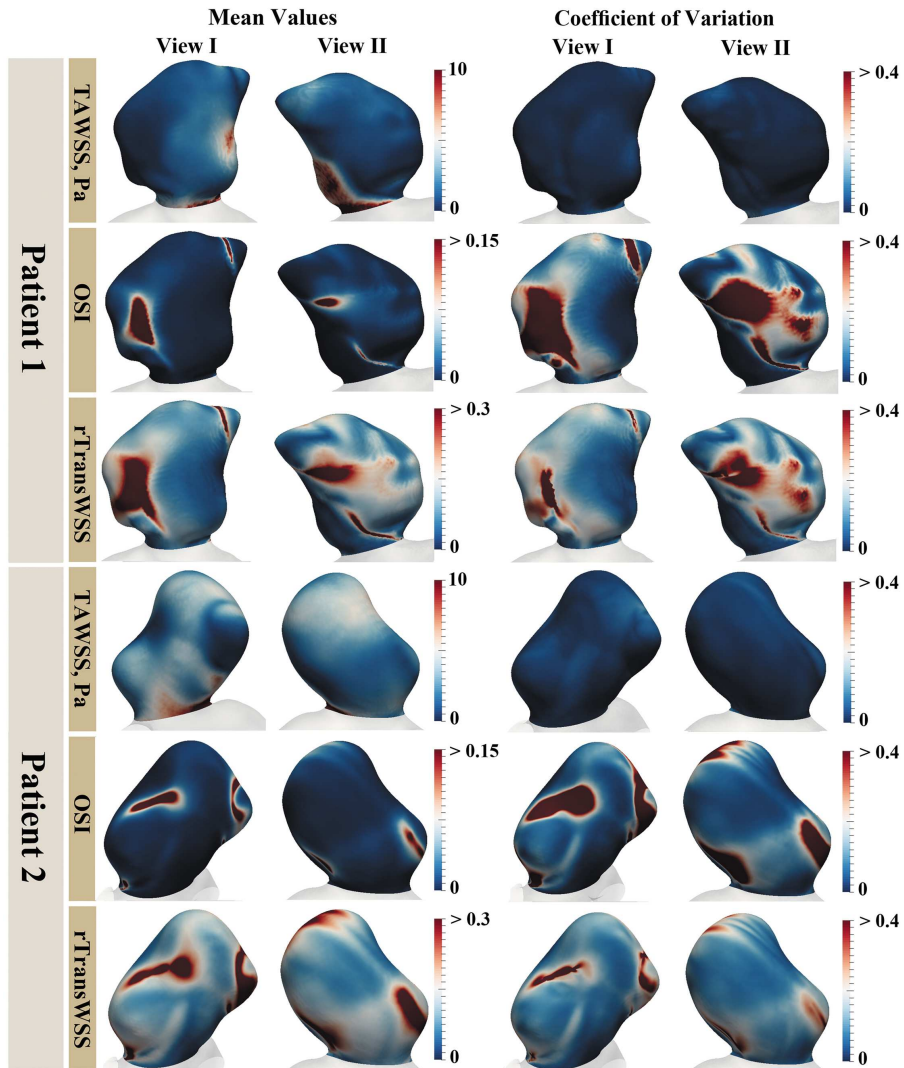 Mean Values Coefficient of Variation
View I View II View I View II
Patient 1
TAWSS, Pa
10
0
> 0.4
0
OSI
> 0.15
0
> 0.4
0
rTransWSS
> 0.3
0
> 0.4
0
Patient 2
TAWSS, Pa
10
0
> 0.4
0
OSI
> 0.15
0
> 0.4
0
rTransWSS
> 0.3
0
> 0.4
0